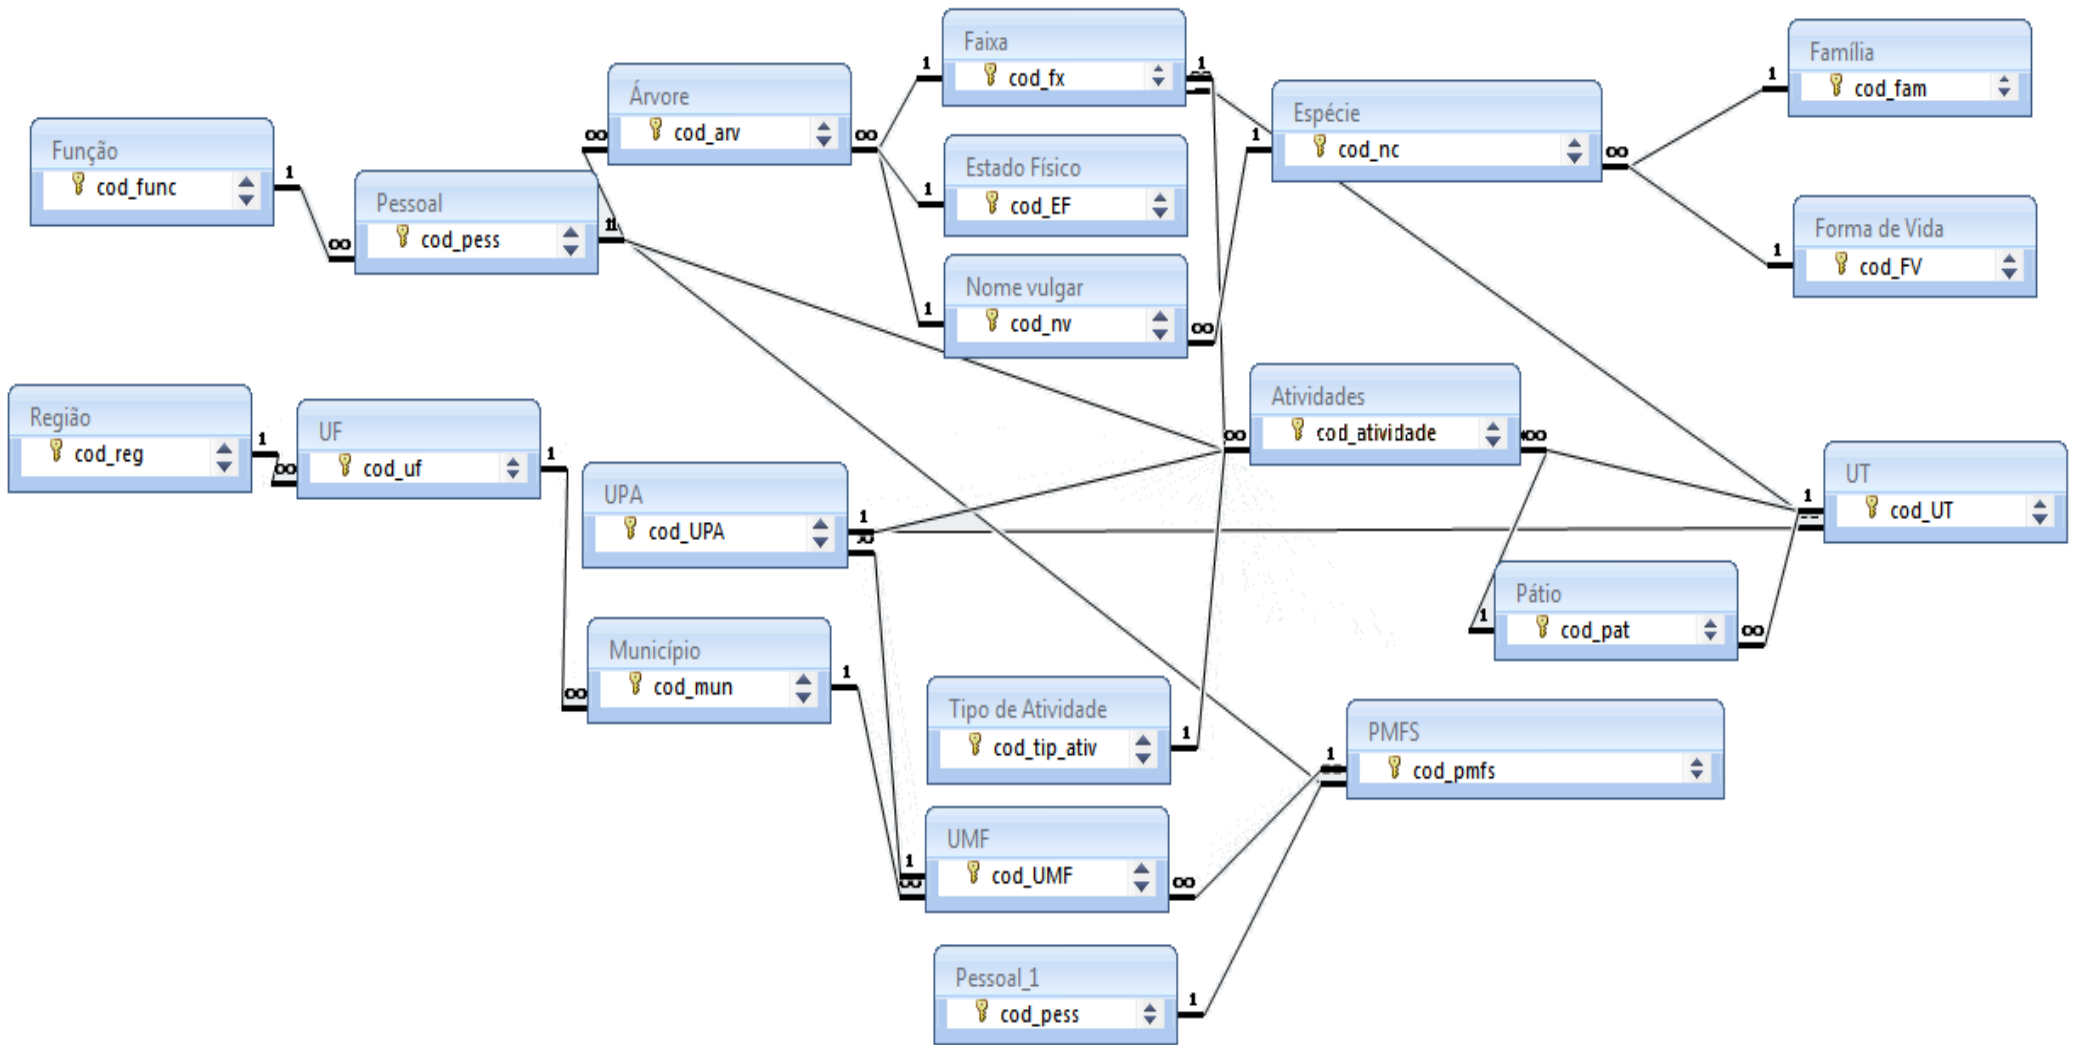 Faixa
cod_fx
Família
cod_fam
Árvore
cod_arv
Espécie
cod_nc
Função
cod_func
Estado Físico
cod_EF
Pessoal
cod_pess
Forma de Vida
cod_FV
Nome vulgar
cod_nv
Região
cod_reg
UF
cod_uf
Atividades
cod_atividade
UPA
cod_UPA
UT
cod_UT
Pátio
cod_pat
Município
cod_mun
Tipo de Atividade
cod_tip_ativ
PMFS
cod_pmfs
UMF
cod_UMF
Pessoal_1
cod_pess